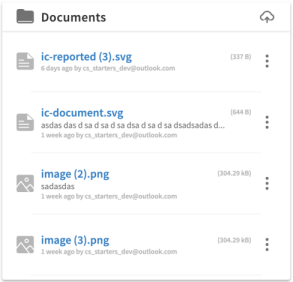 Documents
ic-reported (3).svg (337 B)
6 days ago by cs_starters_dev@outlook.com
ic-document.svg (644 B)
asdas das d sa d sa d sa dsa d sa d sa dsadsadas d...
1 week ago by cs_starters_dev@outlook.com
image (2).png (304.29 kB)
sadasdas
1 week ago by cs_starters_dev@outlook.com
image (3).png (304.29 kB)
1 week ago by cs_starters_dev@outlook.com